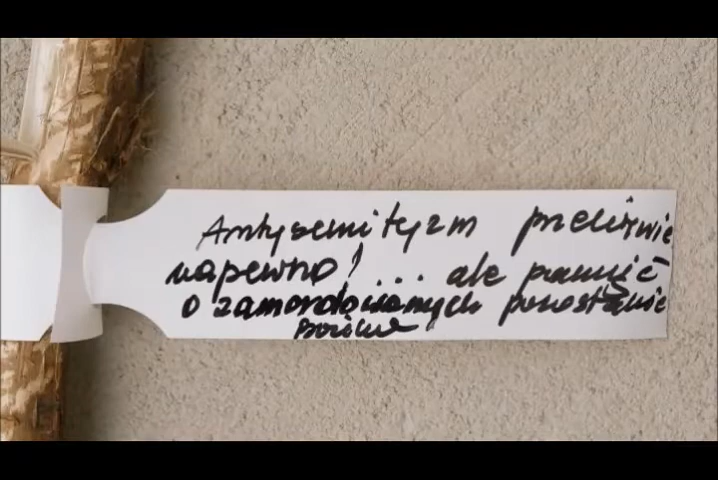 Antysemityzm
napewno! ... ale pamięć
o zamordowanych pozostanie